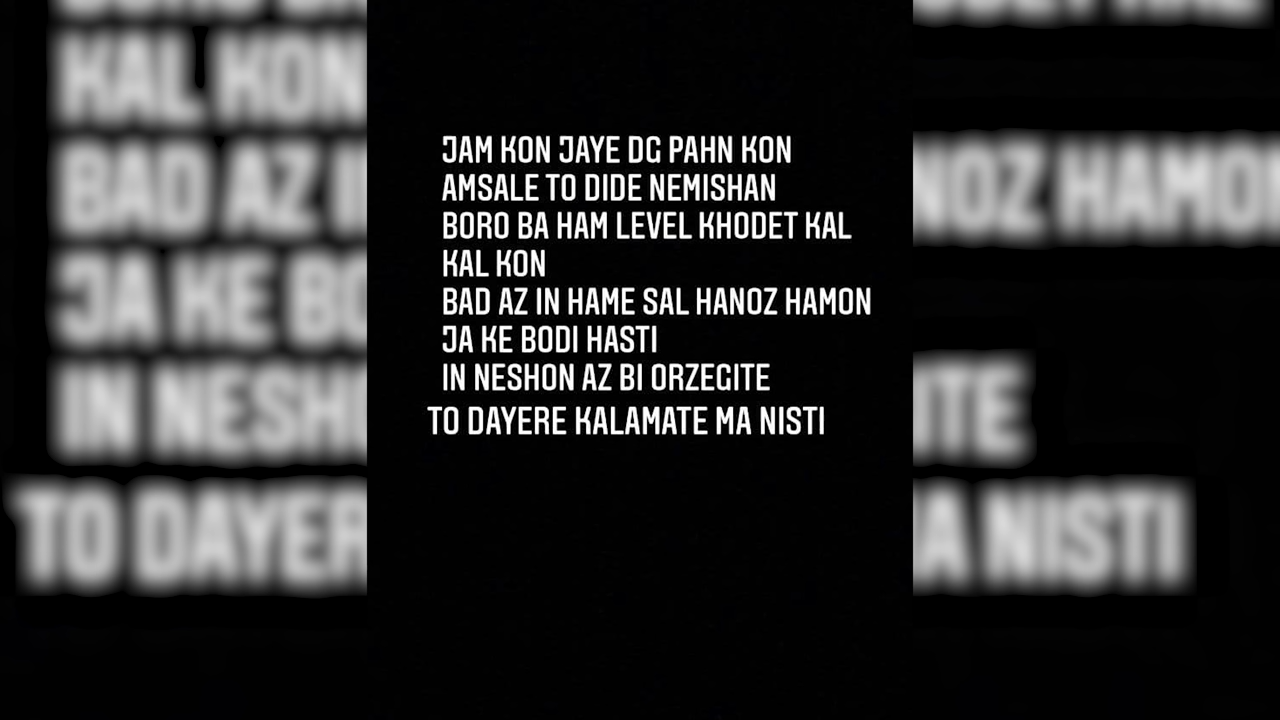 JAM KON JAYE DG PAHN KON
AMSALE TO DIDE NEMISHAN
BORO BA HAM LEVEL KHODET KAL
KAL KON
BAD AZ IN HAME SAL HANOZ HAMON
JA KE BODI HASTI
IN NESHON AZ BI ORZEGITE
TO DAYERE KALAMATE MA NISTI